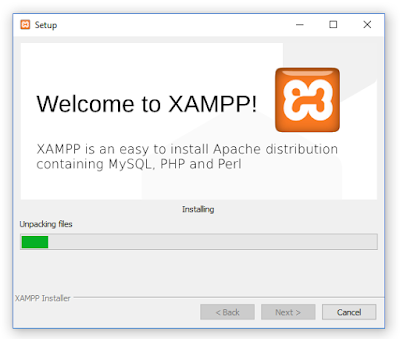 Setup
Welcome to XAMPP!
XAMPP is an easy to install Apache distribution
containing MySQL, PHP and Perl
Installing
Unpacking files
XAMPP Installer
< Back
Next >
Cancel